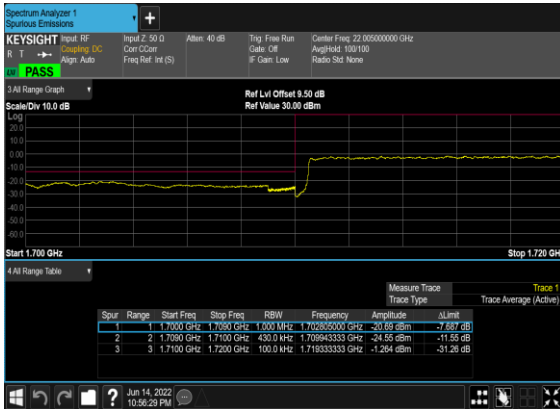 Spectrum Analyzer 1
Spurious Emissions
+
KEYSIGHT Input: RF Input Z: 50 Ω Atten: 40 dB Trig: Free Run Center Freq: 22.005000000 GHz
R T Coupling: DC Corr CCorr Gate: Off Avg|Hold: 100/100
Align: Auto Freq Ref: Int (S) IF Gain: Low Radio Std: None
LXI PASS
3 All Range Graph Ref Lvl Offset 9.50 dB
Scale/Div 10.0 dB Ref Value 30.00 dBm
Log
20.0
10.0
0.00
-10.0
-20.0
-30.0
-40.0
-50.0
-60.0
Start 1.700 GHz Stop 1.720 GH
4 All Range Table
Measure Trace Trace 1
Trace Type Trace Average (Active)
Spur Range Start Freq Stop Freq RBW Frequency Amplitude ΔLimit
1 1 1.7000 GHz 1.7090 GHz 1.000 MHz 1.702805000 GHz -20.69 dBm -7.687 dB
2 2 1.7090 GHz 1.7100 GHz 430.0 kHz 1.709943333 GHz -24.55 dBm -11.55 dB
3 3 1.7100 GHz 1.7200 GHz 100.0 kHz 1.719333333 GHz -1.264 dBm -31.26 dB
? Jun 14, 2022
10:56:29 PM